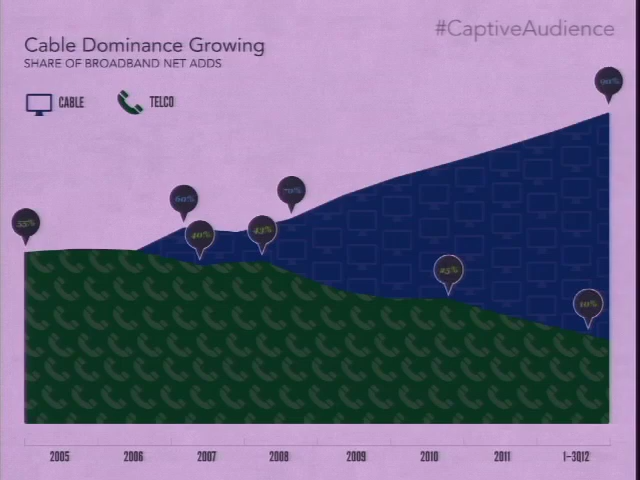 #CaptiveAudience
Cable Dominance Growing
SHARE OF BROADBAND NET ADDS
CABLE TELCO
90%
70%
60%
55%
40% 43%
25%
10%
2005 2006 2007 2008 2009 2010 2011 1-3Q12